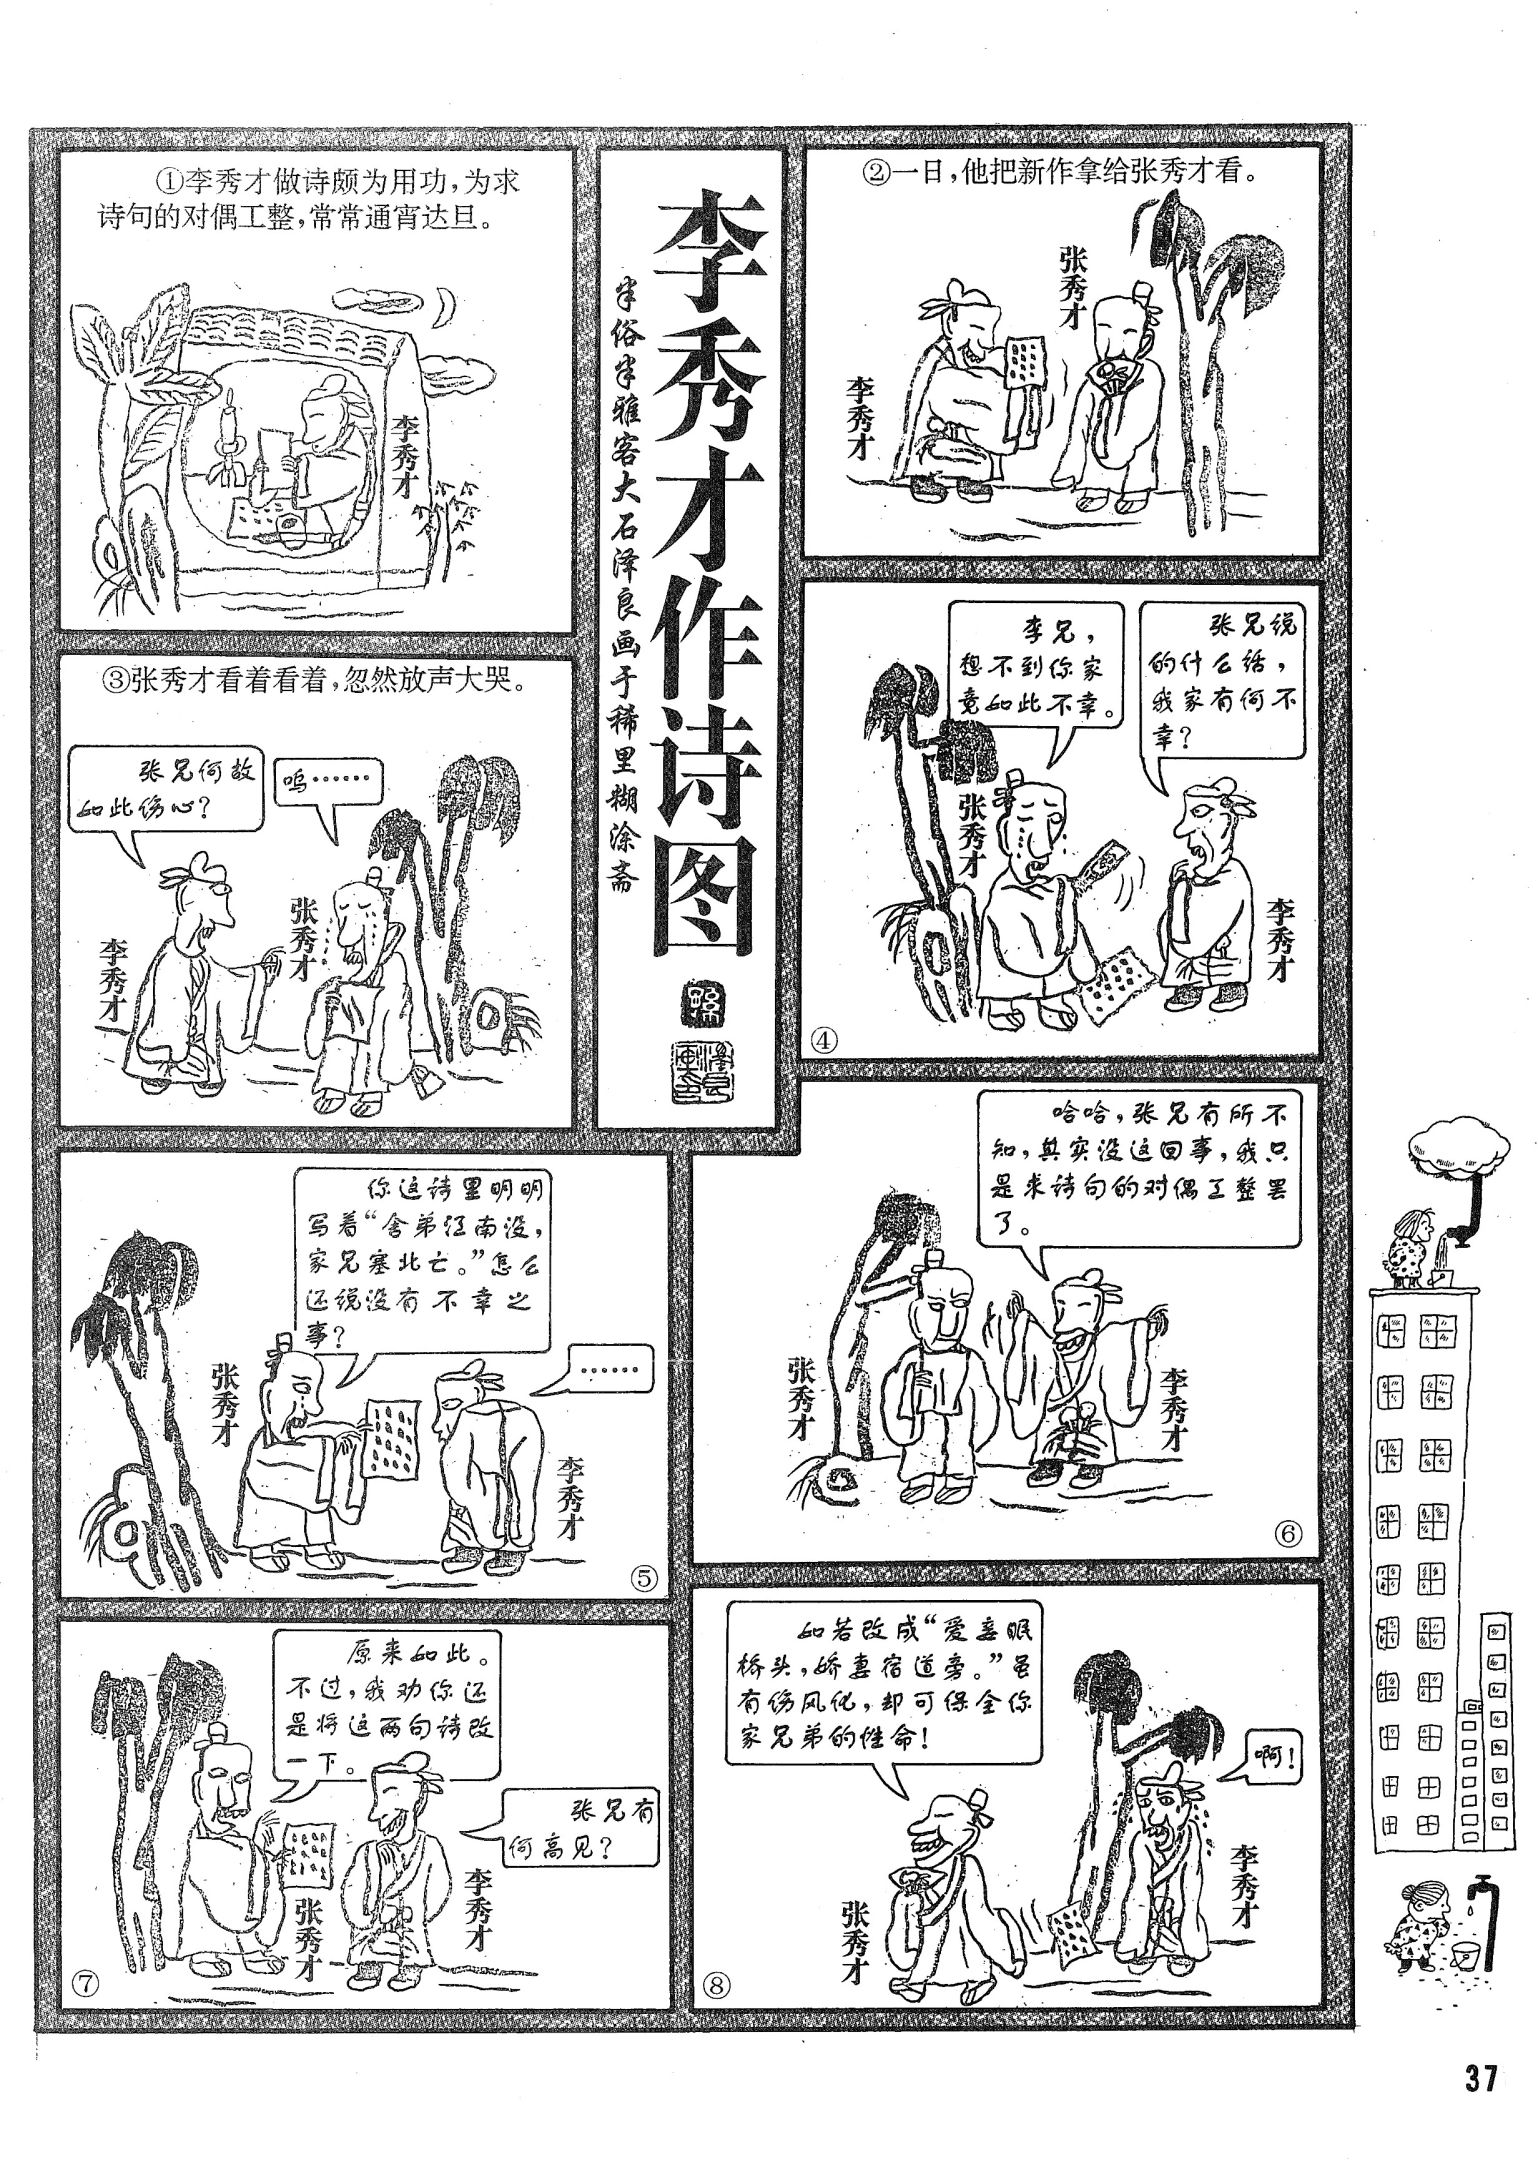 李秀才作诗图
半俗半雅客大石泽良画于稀里糊涂斋
①李秀才做诗颇为用功,为求
诗句的对偶工整,常常通宵达旦。
李秀才
②一日,他把新作拿给张秀才看。
张秀才
李秀才
③张秀才看着看着,忽然放声大哭。
张兄何故
如此伤心?
呜……
李秀才
张秀才
李兄,
想不到你家
竟如此不幸。
张兄说
的什么话,
我家有何不
幸?
张秀才
李秀才
④
你这诗里明明
写着“舍弟江南没,
家兄塞北亡。”怎么
还说没有不幸之
事?
……
张秀才
李秀才
⑤
哈哈,张兄有所不
知,其实没这回事,我只
是求诗句的对偶工整罢
了。
张秀才
李秀才
⑥
原来如此。
不过,我劝你还
是将这两句诗改
一下。
张兄有
何高见?
张秀才
李秀才
⑦
如若改成“爱妾眠
桥头,娇妻宿道旁。”虽
有伤风化,却可保全你
家兄弟的性命!
啊!
张秀才
李秀才
⑧
37